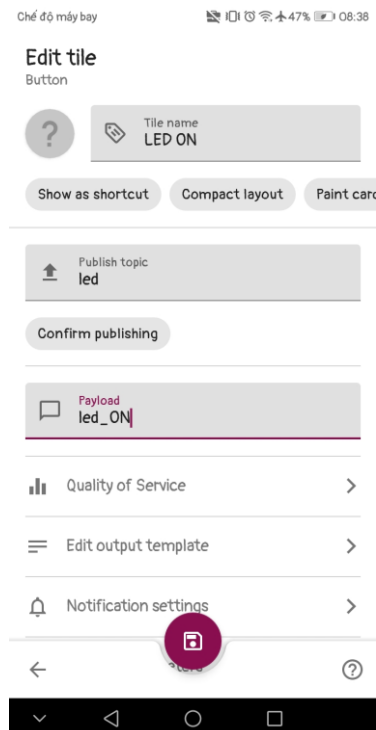 Chế độ máy bay 47% 08:38
Edit tile
Button
?
Tile name
LED ON
Show as shortcut Compact layout Paint card
Publish topic
led
Confirm publishing
Payload
led_ON
Quality of Service
Edit output template
Notification settings
?